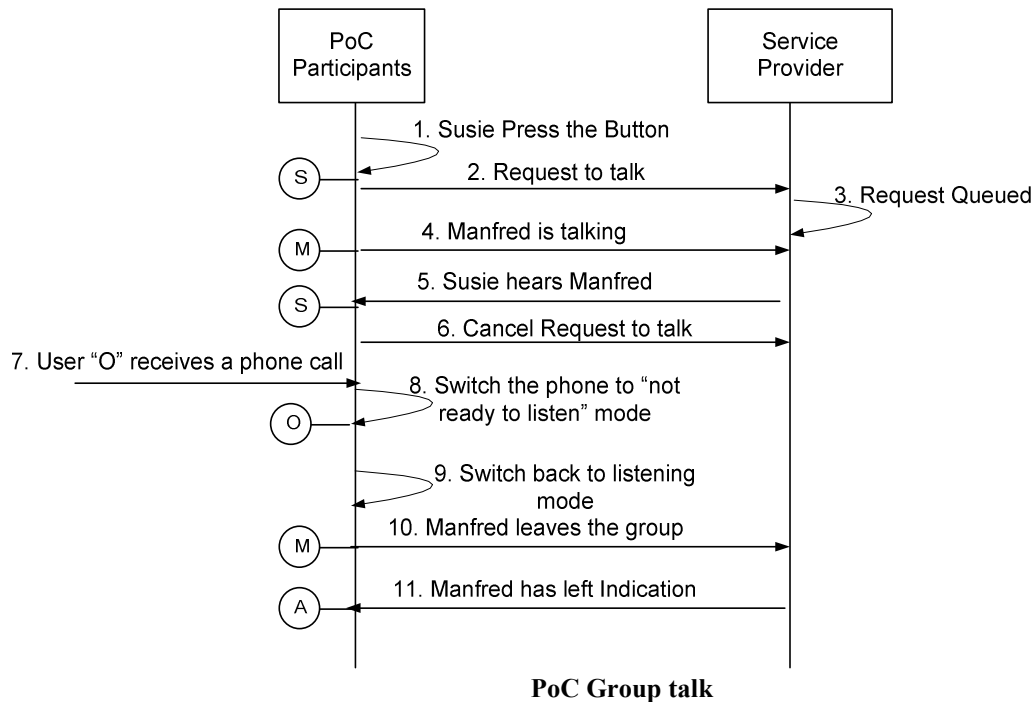 PoC
Participants
Service
Provider
1. Susie Press the Button
S
2. Request to talk
3. Request Queued
M
4. Manfred is talking
S
5. Susie hears Manfred
6. Cancel Request to talk
7. User “O” receives a phone call
8. Switch the phone to “not
ready to listen” mode
O
9. Switch back to listening
mode
M
10. Manfred leaves the group
A
11. Manfred has left Indication
PoC Group talk